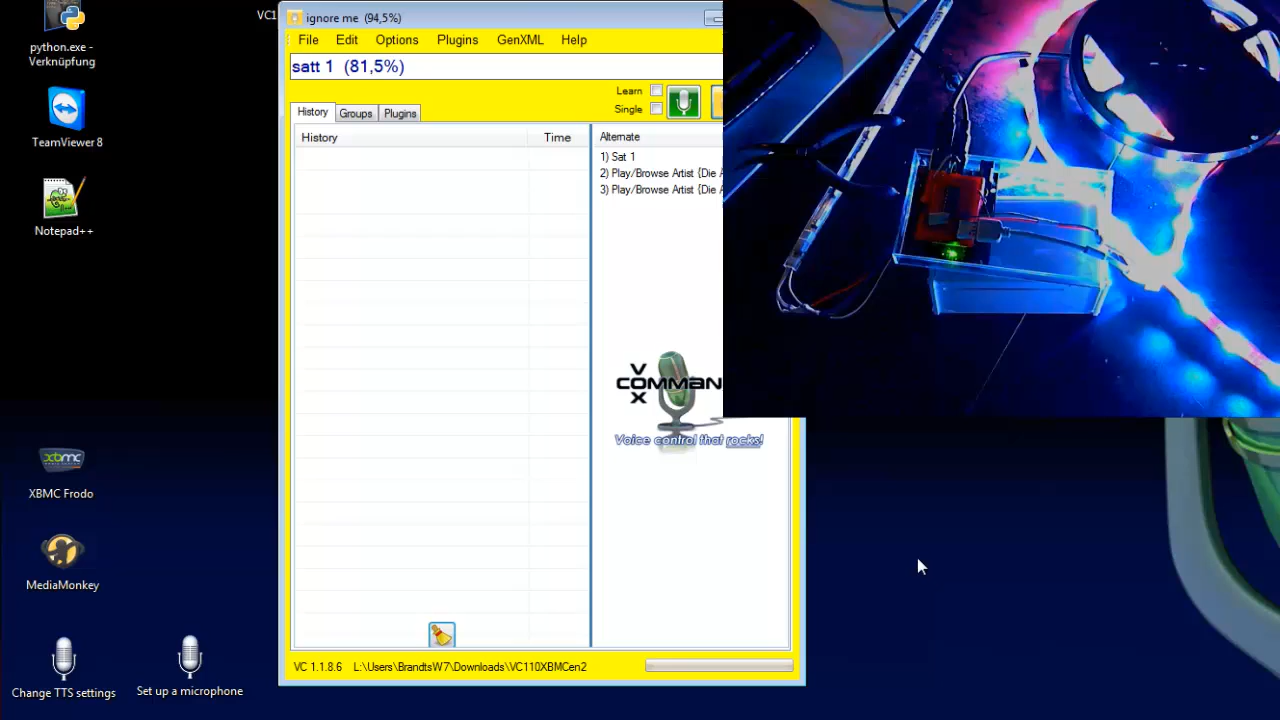 python.exe -
Verknüpfung
TeamViewer 8
Notepad++
XBMC Frodo
MediaMonkey
Change TTS settings
Set up a microphone
VC1
ignore me (94,5%)
File Edit Options Plugins GenXML Help
satt 1 (81,5%)
Learn
Single
History Groups Plugins
History Time
Alternate
1) Sat 1
2) Play/Browse Artist {Die
3) Play/Browse Artist {Die
VOX
COMMAN
Voice control that rocks!
VC 1.1.8.6 L:\Users\BrandtsW7\Downloads\VC110XBMCen2
xbmc